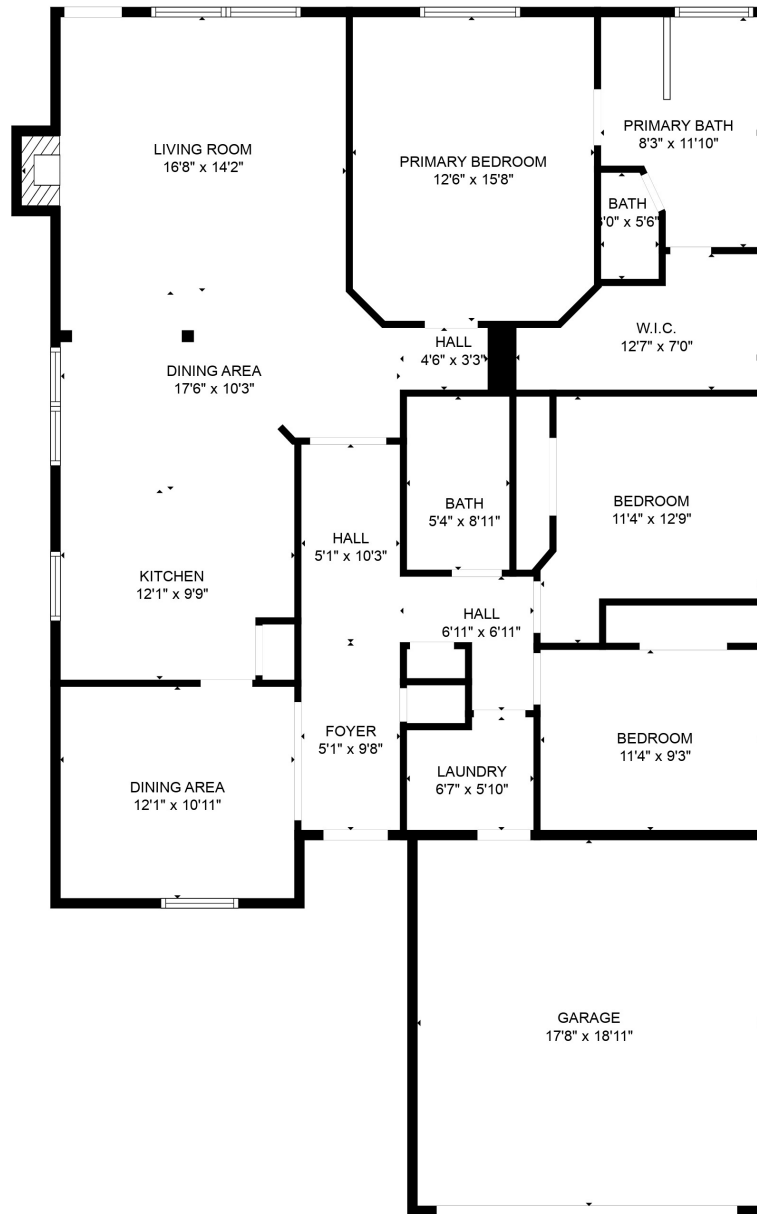 LIVING ROOM
16'8" x 14'2"
PRIMARY BEDROOM
12'6" x 15'8"
PRIMARY BATH
8'3" x 11'10"
BATH
'0" x 5'6"
W.I.C.
12'7" x 7'0"
HALL
4'6" x 3'3"
DINING AREA
17'6" x 10'3"
BATH
5'4" x 8'11"
BEDROOM
11'4" x 12'9"
HALL
5'1" x 10'3"
KITCHEN
12'1" x 9'9"
HALL
6'11" x 6'11"
FOYER
5'1" x 9'8"
BEDROOM
11'4" x 9'3"
LAUNDRY
6'7" x 5'10"
DINING AREA
12'1" x 10'11"
GARAGE
17'8" x 18'11"